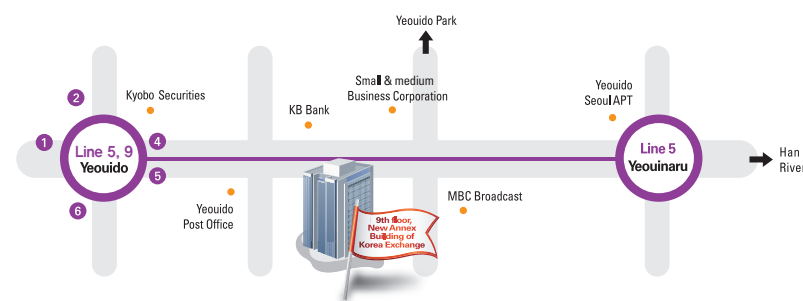 Yeouido Park
Small & medium
Business Corporation
Yeouido
Seoul APT
Kyobo Securities
KB Bank
2
1
4
Line 5, 9
Yeouido
5
6
Line 5
Yeouinaru
Han
River
Yeouido
Post Office
MBC Broadcast
9th floor,
New Annex
Building of
Korea Exchange